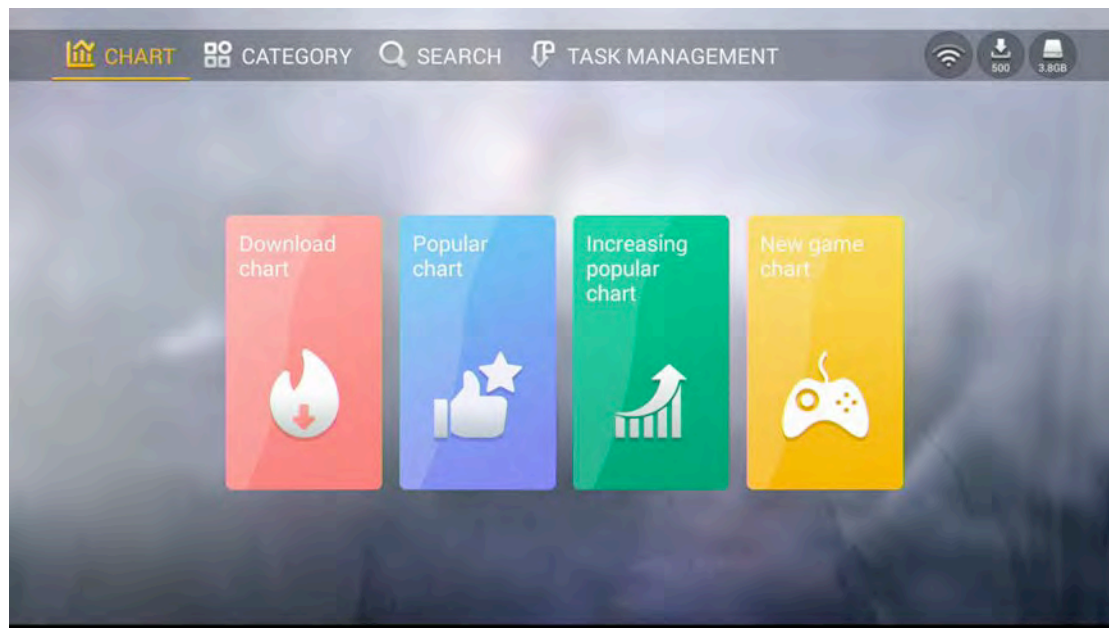 CHART
CATEGORY
SEARCH
TASK MANAGEMENT
500
3.8GB
Download
chart
Popular
chart
Increasing
popular
chart
New game
chart